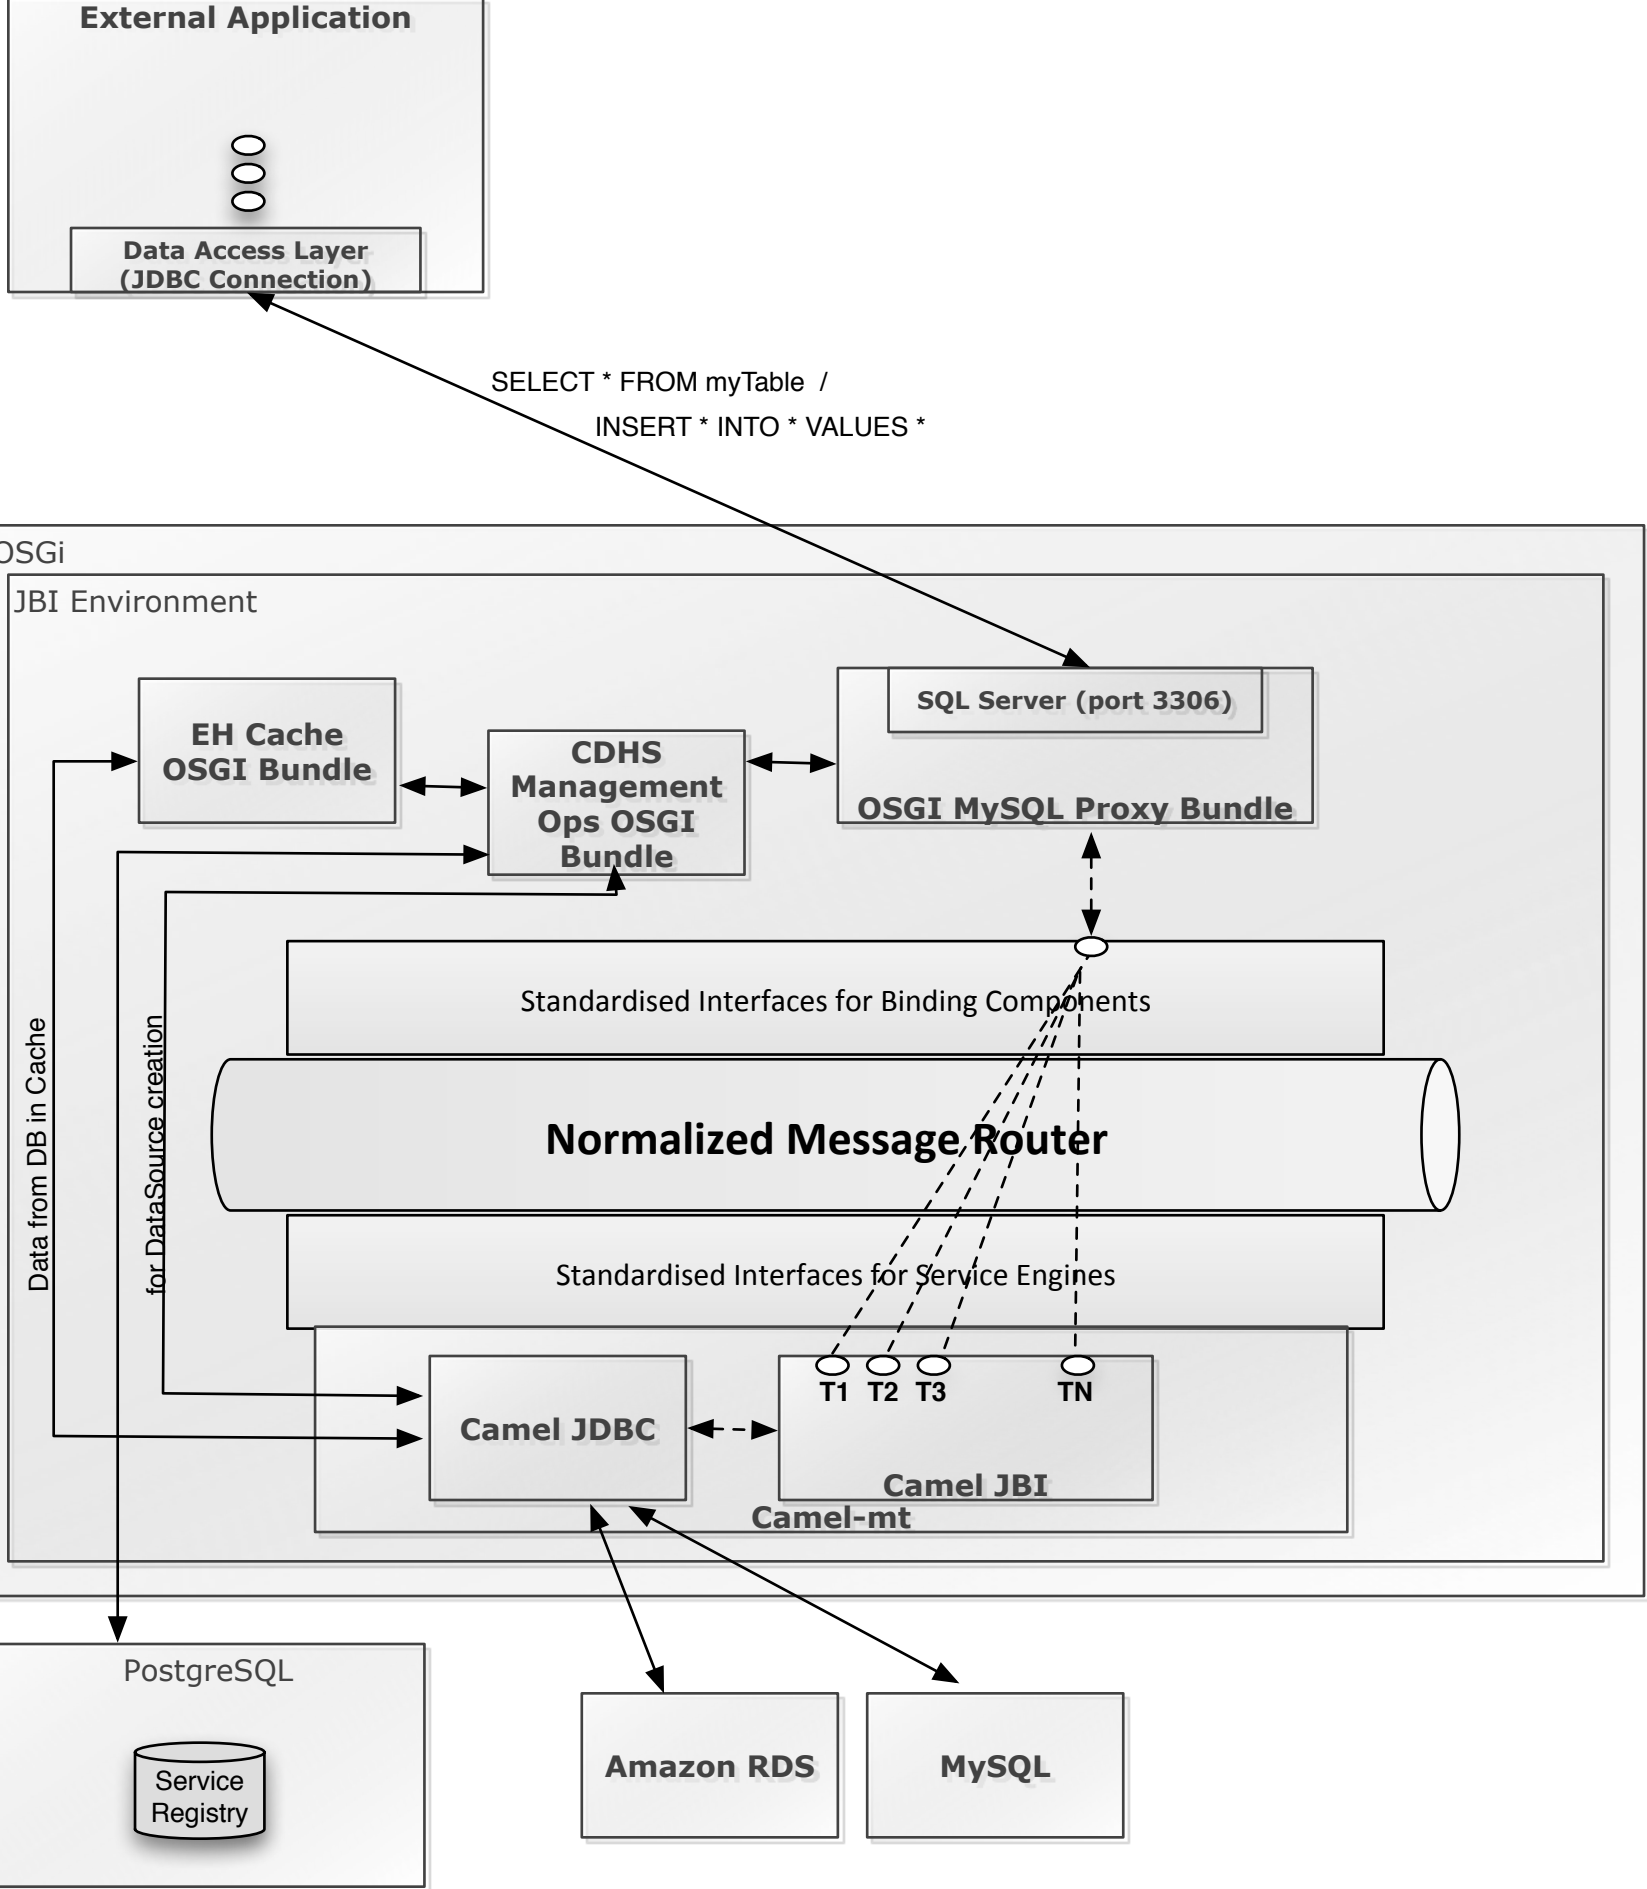 External Application
Data Access Layer
(JDBC Connection)
SELECT * FROM myTable /
INSERT * INTO * VALUES *
OSGi
JBI Environment
SQL Server (port 3306)
EH Cache
OSGI Bundle
CDHS
Management
Ops OSGI
Bundle
OSGI MySQL Proxy Bundle
Standardised Interfaces for Binding Components
Data from DB in Cache
for DataSource creation
Normalized Message Router
Standardised Interfaces for Service Engines
T1 T2 T3 TN
Camel JDBC
Camel JBI
Camel-mt
PostgreSQL
Service
Registry
Amazon RDS
MySQL